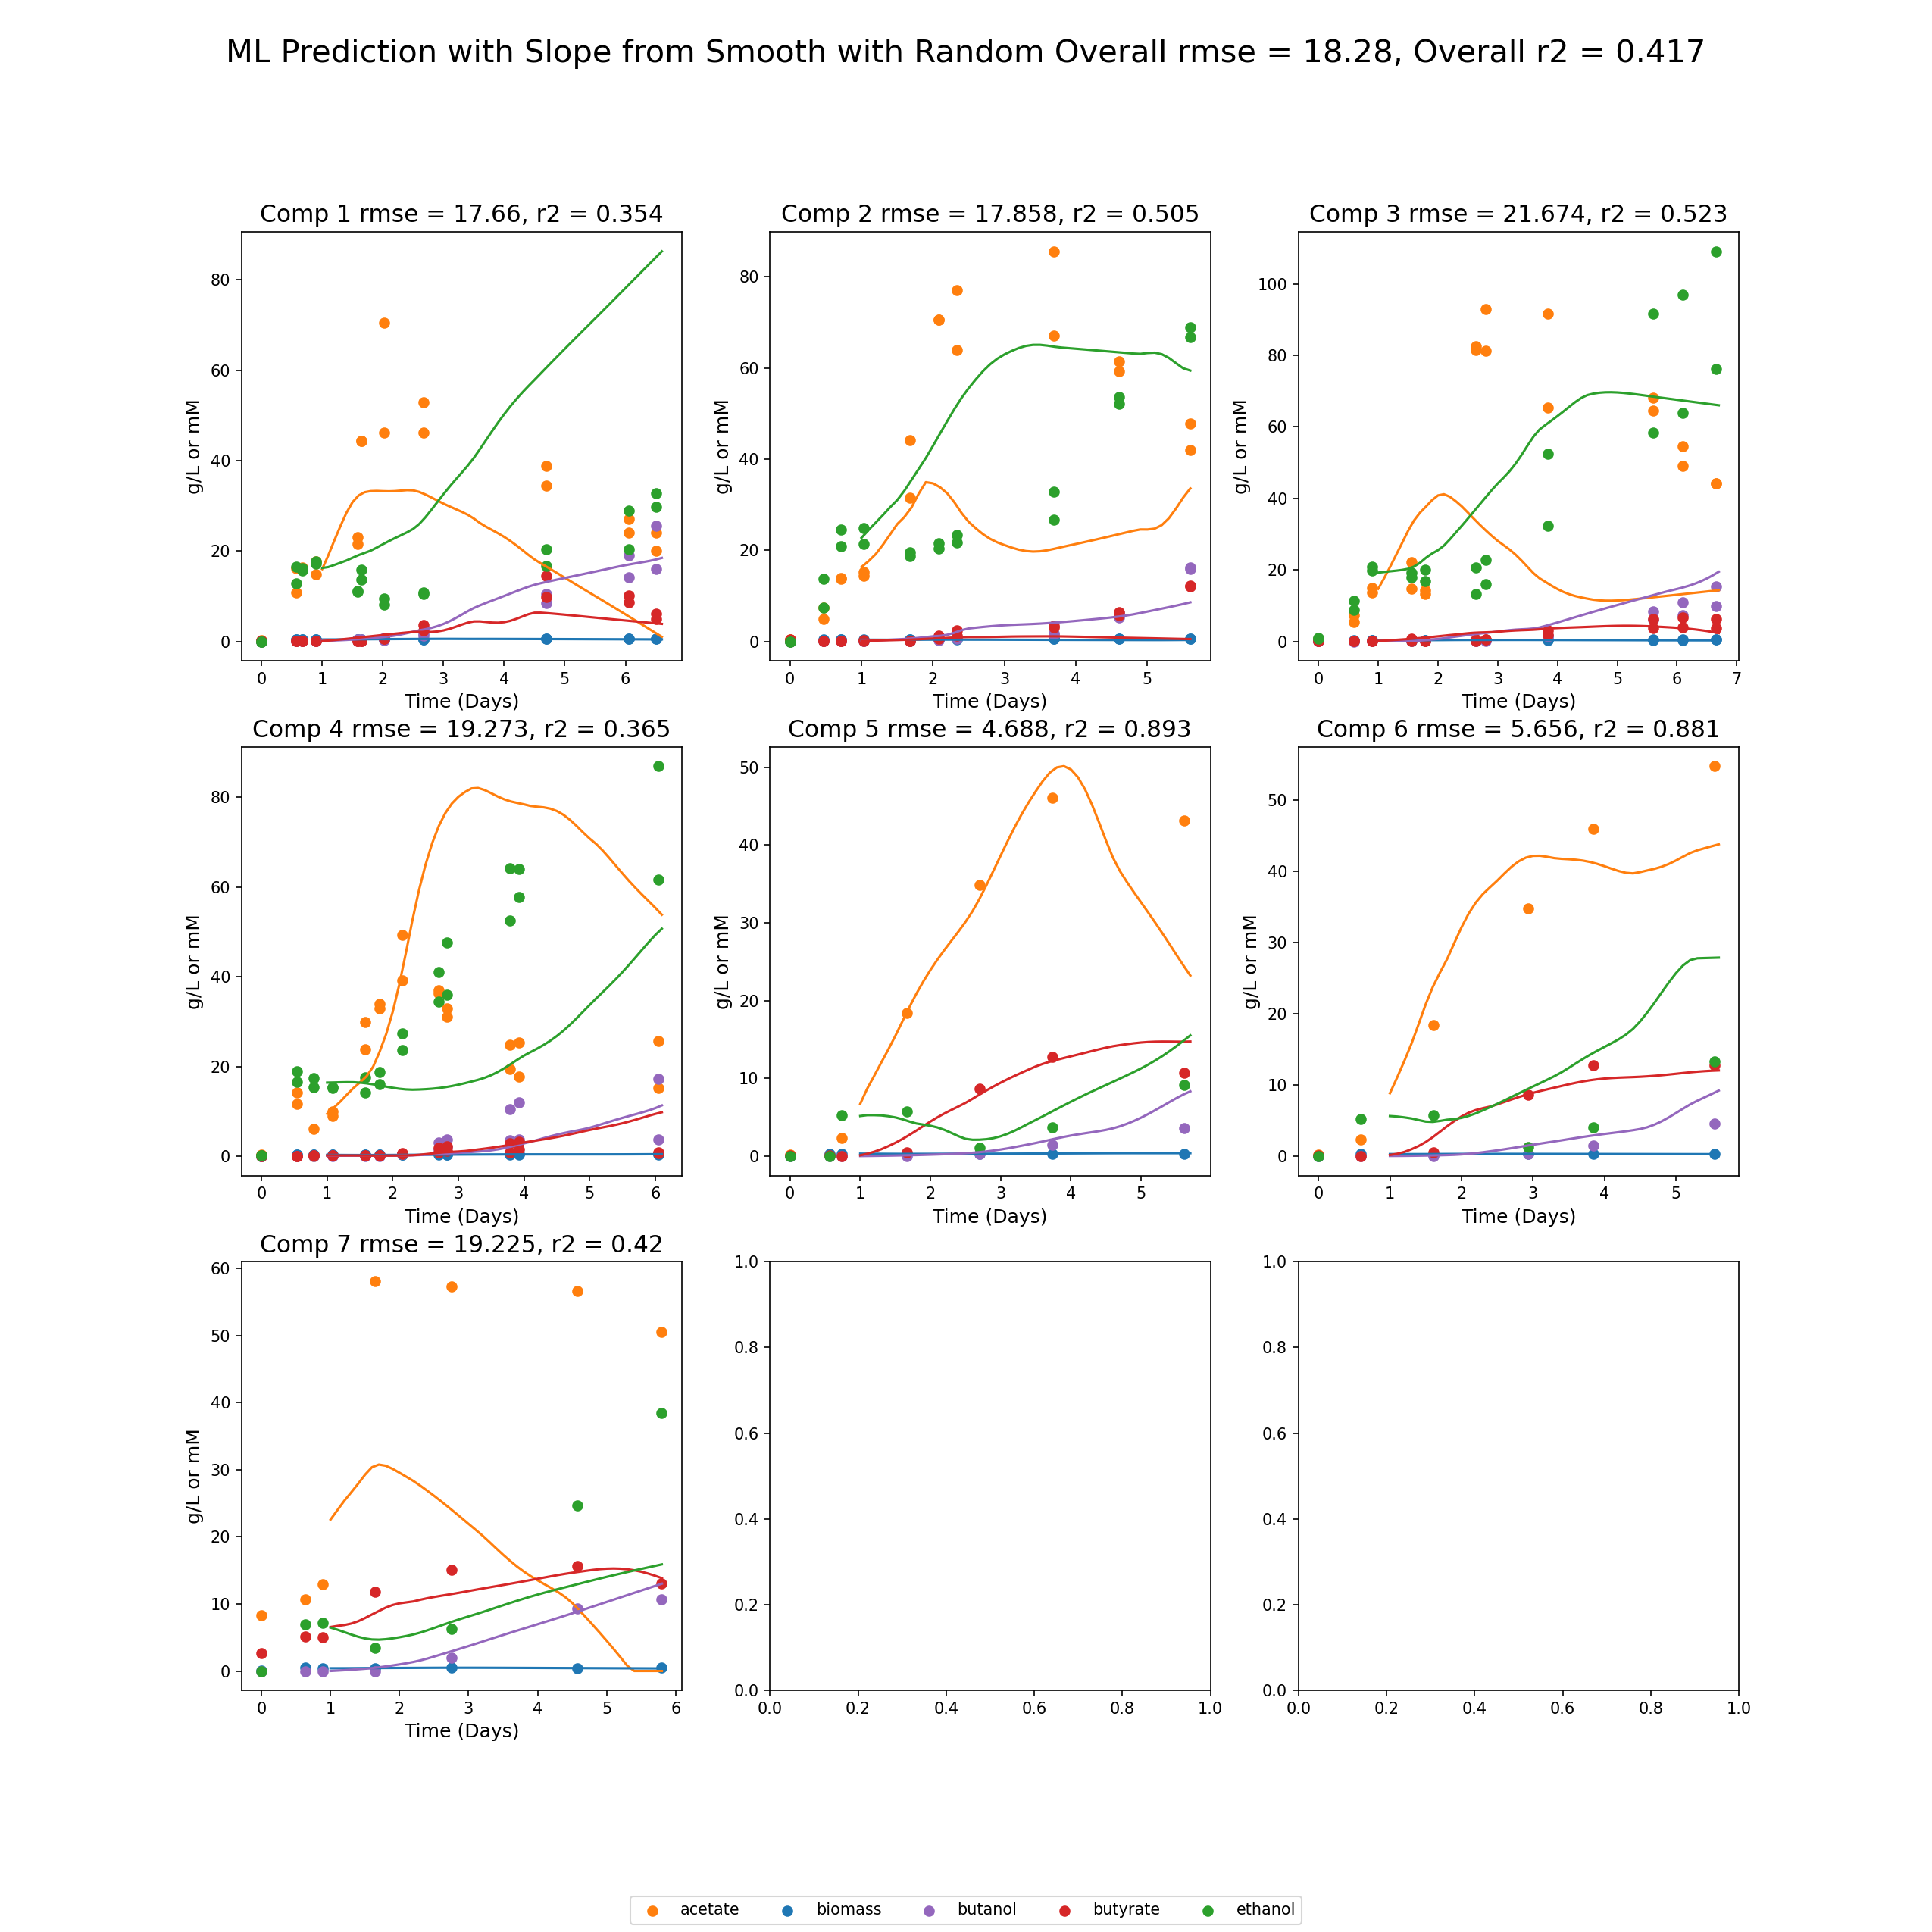 ML Prediction with Slope from Smooth with Random Overall rmse = 18.28, Overall r2 = 0.417
Comp 1 rmse = 17.66, r2 = 0.354
80
60
40
20
0
g/L or mM
0 1 2 3 4 5 6
Time (Days)
Comp 2 rmse = 17.858, r2 = 0.505
80
60
40
20
0
g/L or mM
0 1 2 3 4 5
Time (Days)
Comp 3 rmse = 21.674, r2 = 0.523
100
80
60
40
20
0
g/L or mM
0 1 2 3 4 5 6 7
Time (Days)
Comp 4 rmse = 19.273, r2 = 0.365
80
60
40
20
0
g/L or mM
0 1 2 3 4 5 6
Time (Days)
Comp 5 rmse = 4.688, r2 = 0.893
50
40
30
20
10
0
g/L or mM
0 1 2 3 4 5
Time (Days)
Comp 6 rmse = 5.656, r2 = 0.881
50
40
30
20
10
0
g/L or mM
0 1 2 3 4 5
Time (Days)
Comp 7 rmse = 19.225, r2 = 0.42
60
50
40
30
20
10
0
g/L or mM
0 1 2 3 4 5 6
Time (Days)
1.0
0.8
0.6
0.4
0.2
0.0
0.0 0.2 0.4 0.6 0.8 1.0
1.0
0.8
0.6
0.4
0.2
0.0
0.0 0.2 0.4 0.6 0.8 1.0
acetate biomass butanol butyrate ethanol